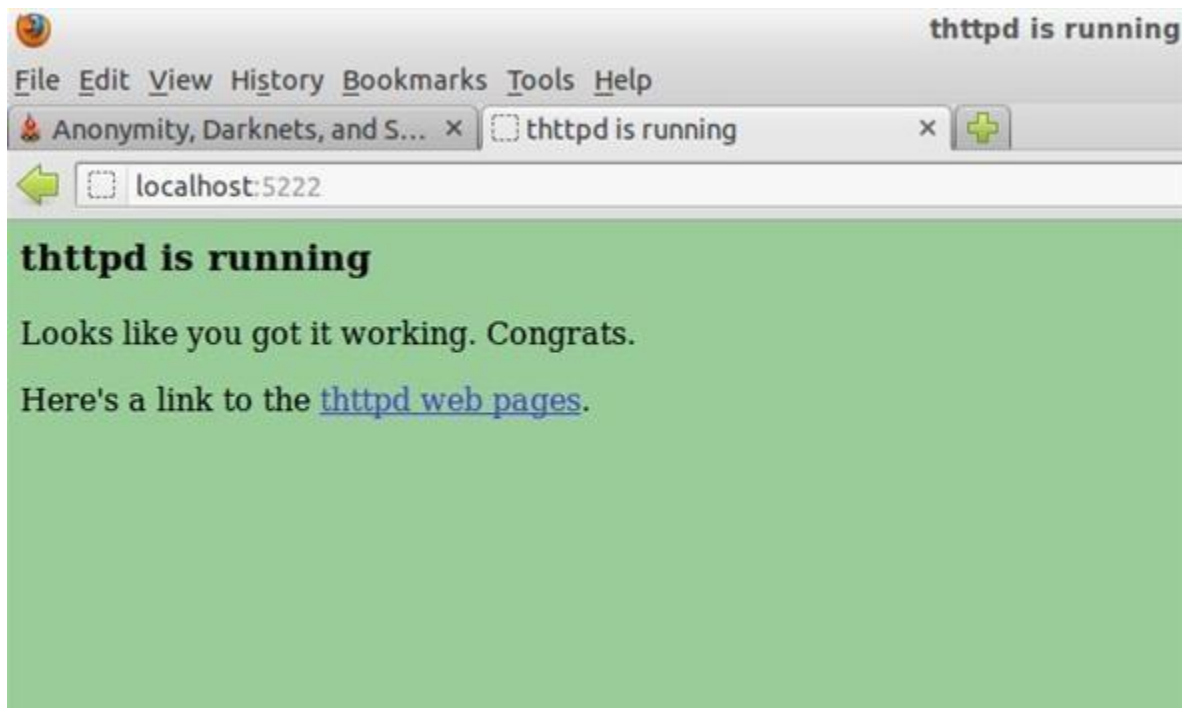 thttpd is running
File Edit View History Bookmarks Tools Help
Anonymity, Darknets, and S... × thttpd is running ×
localhost:5222
thttpd is running
Looks like you got it working. Congrats.
Here's a link to the thttpd web pages.